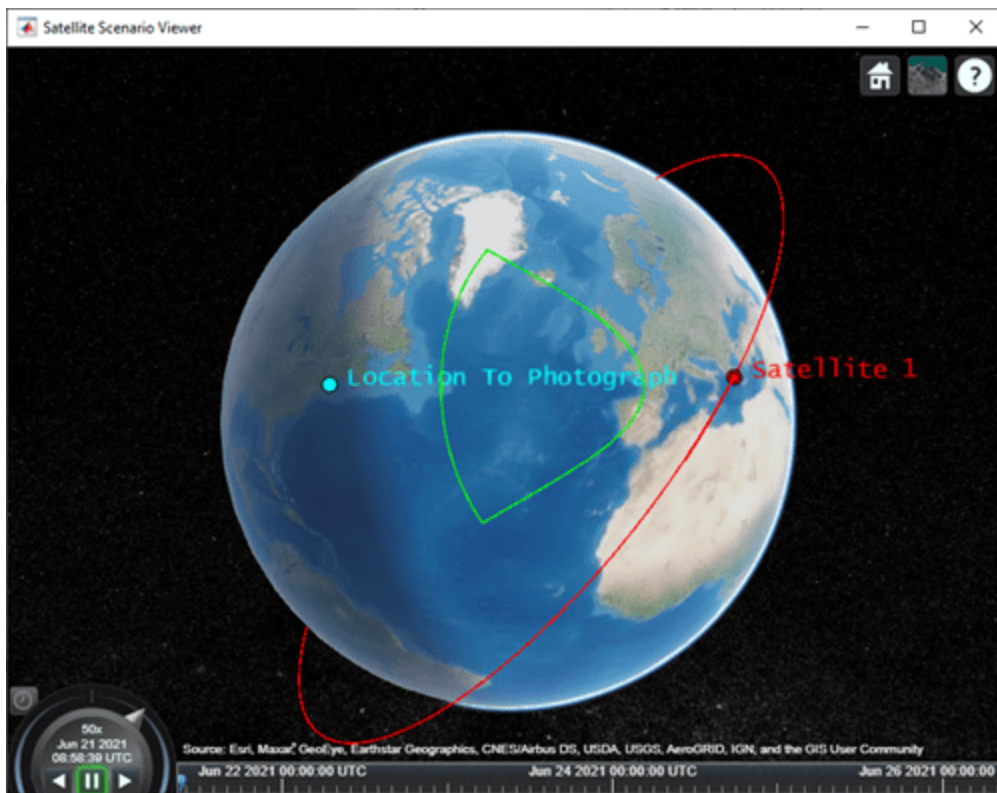 Satellite Scenario Viewer
?
Location To Photograph
Satellite 1
50x
Jun 21 2021
08:58:39 UTC
Source: Esri, Maxar, GeoEye, Earthstar Geographics, CNES/Airbus DS, USDA, USGS, AeroGRID, IGN, and the GIS User Community
Jun 22 2021 00:00:00 UTC Jun 24 2021 00:00:00 UTC Jun 26 2021 00:00:00